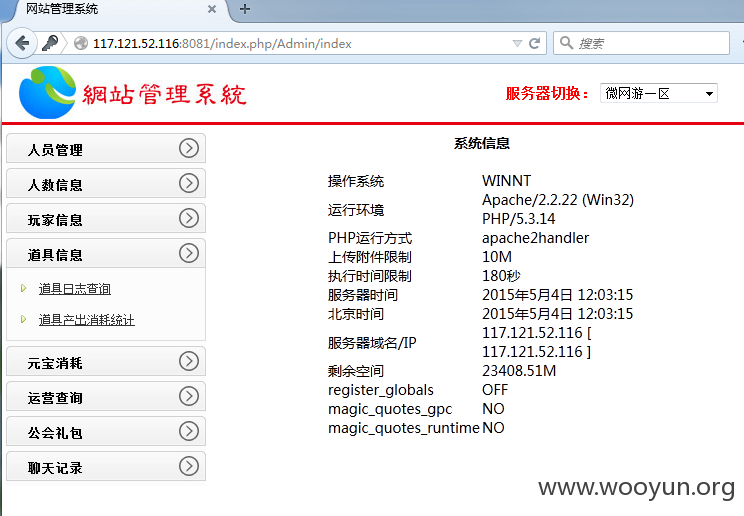 网站管理系统
117.121.52.116:8081/index.php/Admin/index
搜索
網站管理系統
服务器切换：
微网游一区
人员管理
人数信息
玩家信息
道具信息
道具日志查询
道具产出消耗统计
元宝消耗
运营查询
公会礼包
聊天记录
系统信息
操作系统 WINNT
运行环境 Apache/2.2.22 (Win32)
PHP/5.3.14
PHP运行方式 apache2handler
上传附件限制 10M
执行时间限制 180秒
服务器时间 2015年5月4日 12:03:15
北京时间 2015年5月4日 12:03:15
服务器域名/IP 117.121.52.116 [
117.121.52.116 ]
剩余空间 23408.51M
register_globals OFF
magic_quotes_gpc NO
magic_quotes_runtime NO
www.wooyun.org